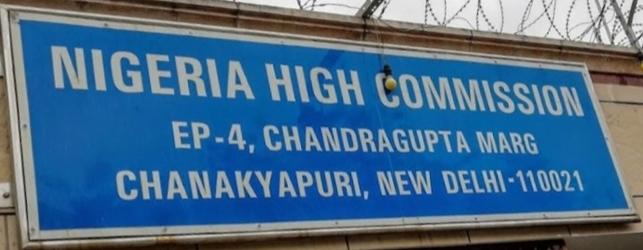 NIGERIA HIGH COMMISSION
EP-4, CHANDRAGUPTA MARG
CHANAKYAPURI, NEW DELHI-110021